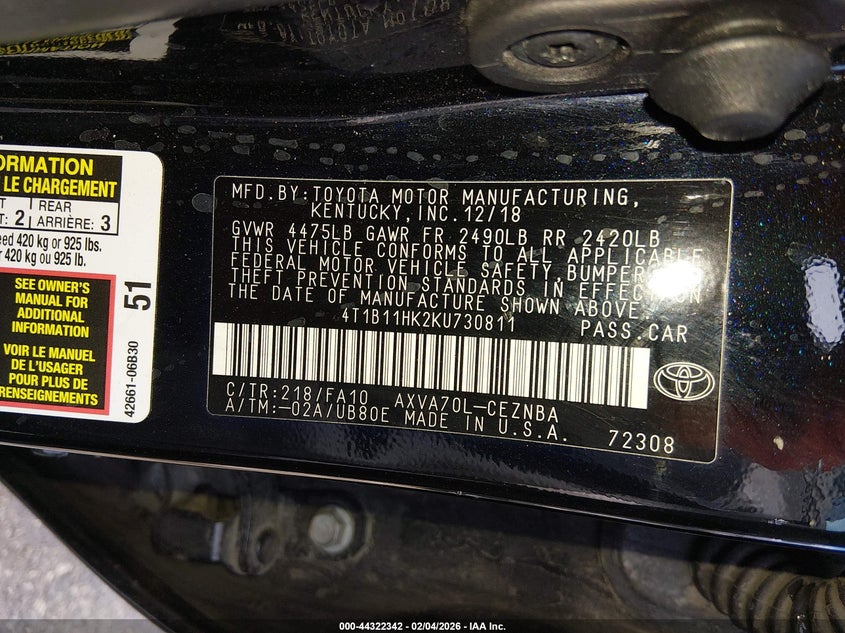 ORMATION
LE CHARGEMENT
2 REAR
ARRIÈRE: 3
eed 420 kg or 925 lbs.
420 kg ou 925 lb.
SEE OWNER'S
MANUAL FOR
ADDITIONAL
INFORMATION
VOIR LE MANUEL
DE L'USAGER
POUR PLUS DE
RENSEIGNEMENTS
51
42661-06B30
MFD.BY:TOYOTA MOTOR MANUFACTURING,
KENTUCKY, INC.12/18
GVWR 4475LB GAWR FR 2490LB RR 2420LB
THIS VEHICLE CONFORMS TO ALL APPLICABLE
FEDERAL MOTOR VEHICLE SAFETY, BUMPER,
THEFT PREVENTION STANDARDS IN EFFECT
THE DATE OF MANUFACTURE SHOWN ABOVE.
4T1B11HK2KU730811 PASS.CAR
C/TR:218/FA10 AXVA70L-CEZNBA
A/TM:-02A/UB80E MADE IN U.S.A. 72308
000-44322342 - 02/04/2026 - IAA Inc.